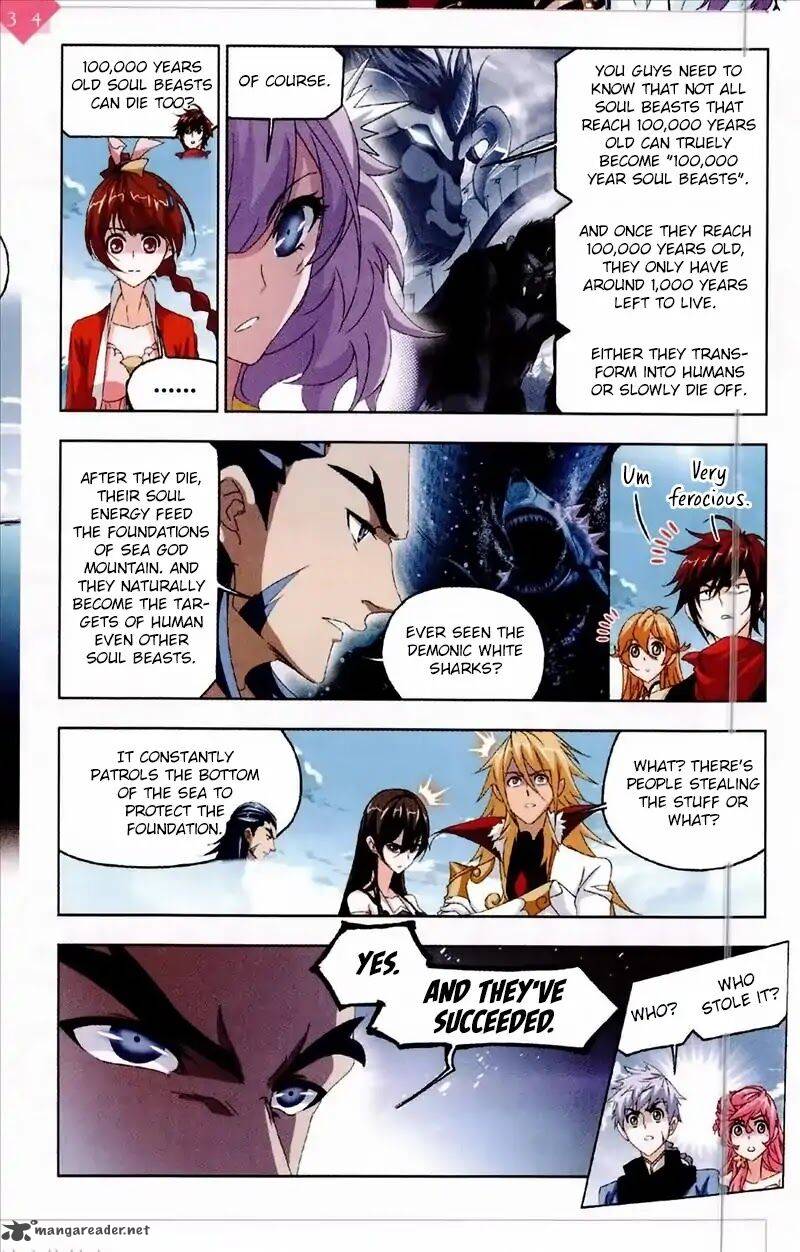 3 4
100,000 YEARS
OLD SOUL BEASTS
CAN DIE TOO?
......
OF COURSE.
YOU GUYS NEED TO
KNOW THAT NOT ALL
SOUL BEASTS THAT
REACH 100,000 YEARS
OLD CAN TRUELY
BECOME "100,000
YEAR SOUL BEASTS".
AND ONCE THEY REACH
100,000 YEARS OLD,
THEY ONLY HAVE
AROUND 1,000 YEARS
LEFT TO LIVE.
EITHER THEY TRANS-
FORM INTO HUMANS
OR SLOWLY DIE OFF.
AFTER THEY DIE,
THEIR SOUL
ENERGY FEED
THE FOUNDATIONS
OF SEA GOD
MOUNTAIN. AND
THEY NATURALLY
BECOME THE TAR-
GETS OF HUMAN
EVEN OTHER
SOUL BEASTS.
EVER SEEN THE
DEMONIC WHITE
SHARKS?
Um
Very
ferocious.
IT CONSTANTLY
PATROLS THE BOTTOM
OF THE SEA TO
PROTECT THE
FOUNDATION.
WHAT? THERE'S
PEOPLE STEALING
THE STUFF OR
WHAT?
YES.
AND THEY'VE
SUCCEEDED.
WHO?
WHO
STOLE IT?
mangareader.net